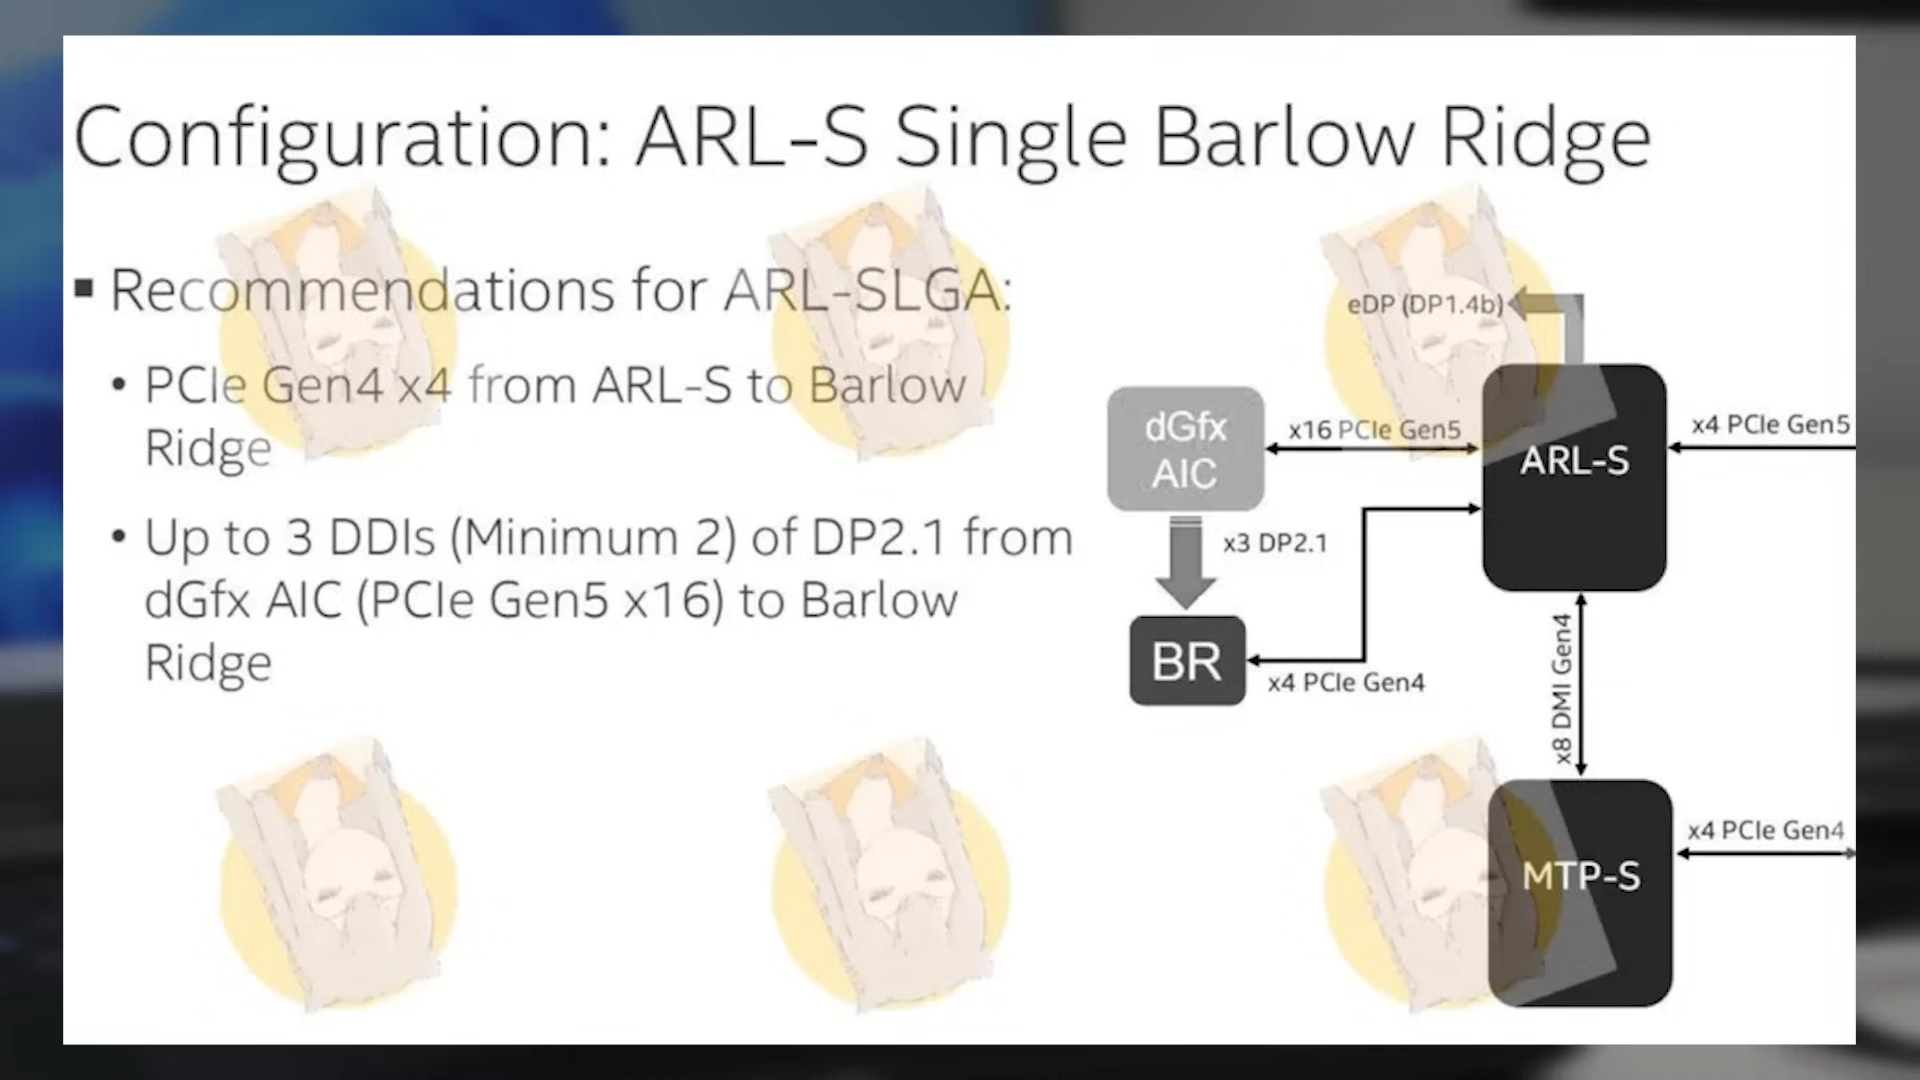 Configuration: ARL-S Single Barlow Ridge
▪ Recommendations for ARL-SLGA:
• PCIe Gen4 x4 from ARL-S to Barlow
Ridge
• Up to 3 DDIs (Minimum 2) of DP2.1 from
dGfx AIC (PCIe Gen5 x16) to Barlow
Ridge
eDP (DP1.4b)
dGfx
AIC
x16 PCIe Gen5
ARL-S
x4 PCIe Gen5
x3 DP2.1
BR
x4 PCIe Gen4
x8 DMI Gen4
MTP-S
x4 PCIe Gen4